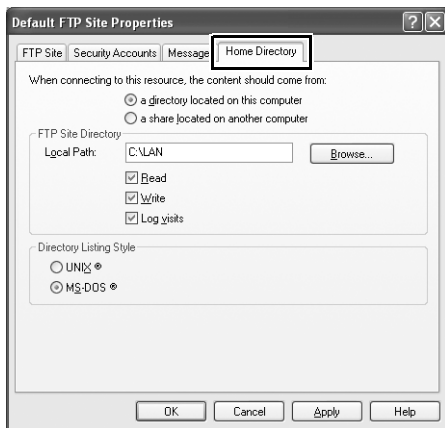 Default FTP Site Properties
FTP Site Security Accounts Message Home Directory
When connecting to this resource, the content should come from:
a directory located on this computer
a share located on another computer
FTP Site Directory
Local Path: C:\LAN Browse...
Read
Write
Log visits
Directory Listing Style
UNIX ®
MS-DOS ®
OK Cancel Apply Help